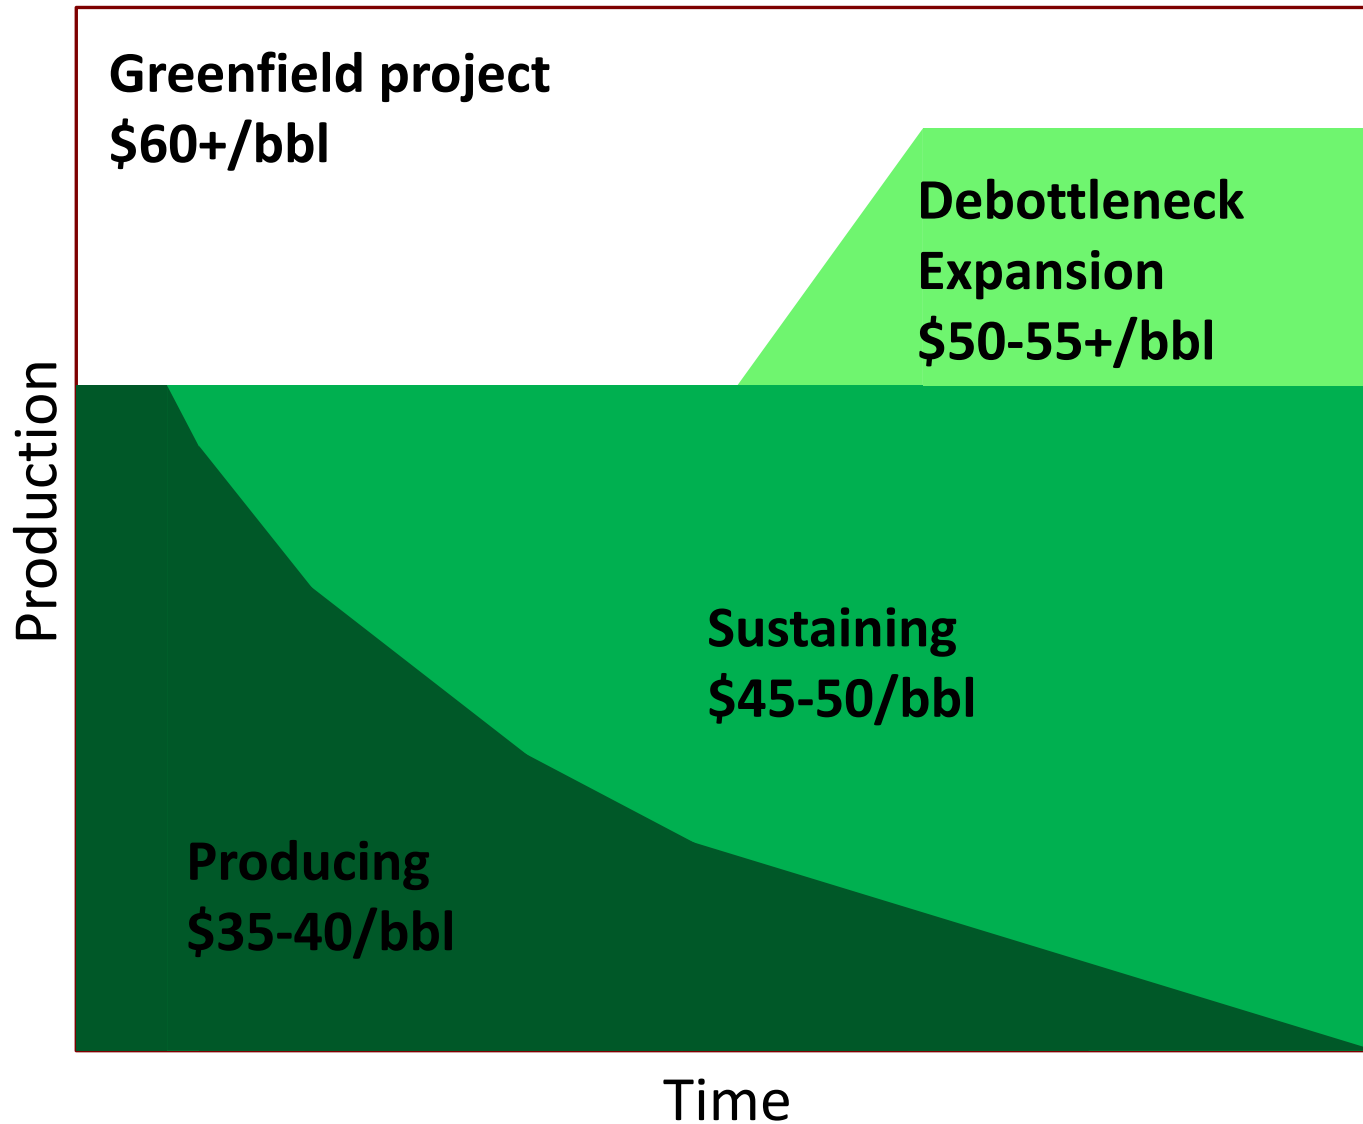 Greenfield project
$60+/bbl
Debottleneck
Expansion
$50-55+/bbl
Production
Sustaining
$45-50/bbl
Producing
$35-40/bbl
Time